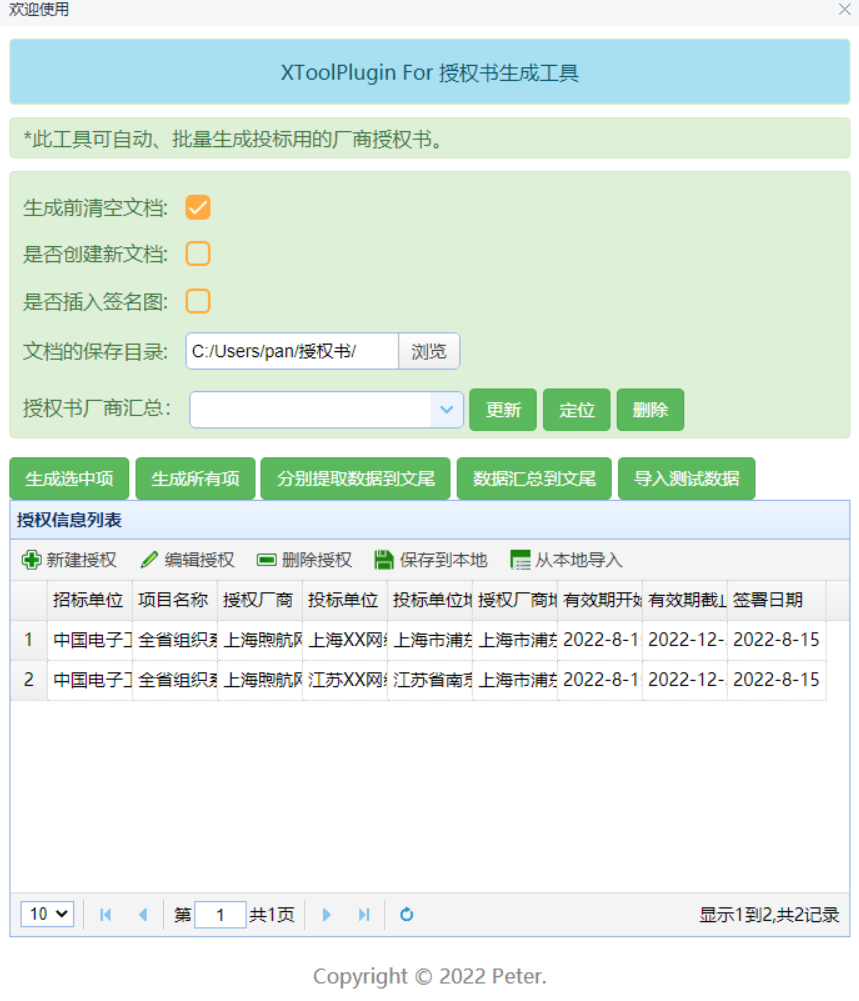 欢迎使用
XToolPlugin For 授权书生成工具
*此工具可自动、批量生成投标用的厂商授权书。
生成前清空文档:
是否创建新文档:
是否插入签名图:
文档的保存目录: C:/Users/pan/授权书/ 浏览
授权书厂商汇总: 更新 定位 删除
生成选中项 生成所有项 分别提取数据到文尾 数据汇总到文尾 导入测试数据
授权信息列表
新建授权 编辑授权 删除授权 保存到本地 从本地导入
招标单位 项目名称 授权厂商 投标单位 投标单位 授权厂商 有效期开 有效期截 签署日期
1 中国电子 全省组织 上海煦航 上海XX网 上海市浦东 上海市浦东 2022-8-1 2022-12- 2022-8-15
2 中国电子 全省组织 上海煦航 江苏XX网 江苏省南京 上海市浦东 2022-8-1 2022-12- 2022-8-15
10 第 1 共1页 显示1到2,共2记录
Copyright © 2022 Peter.